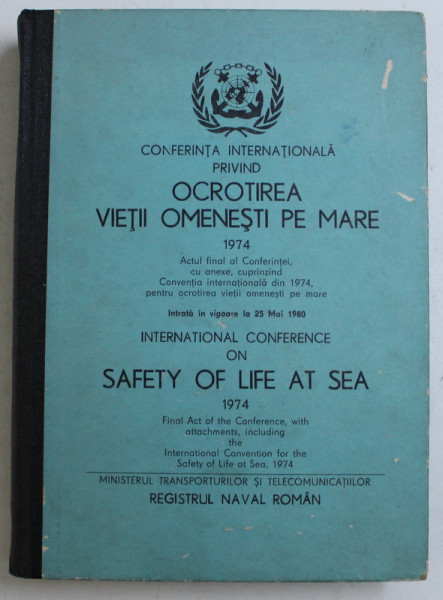 CONFERINȚA INTERNAȚIONALĂ
PRIVIND
OCROTIREA
VIEȚII OMENEȘTI PE MARE
1974
Actul final al Conferinței,
cu anexe, cuprinzînd
Convenția internațională din 1974,
pentru ocrotirea vieții omenești pe mare
Intrată în vigoare la 25 Mai 1980
INTERNATIONAL CONFERENCE
ON
SAFETY OF LIFE AT SEA
1974
Final Act of the Conference, with
attachments, including
the
International Convention for the
Safety of Life at Sea, 1974
MINISTERUL TRANSPORTURILOR ȘI TELECOMUNICAȚIILOR
REGISTRUL NAVAL ROMÂN